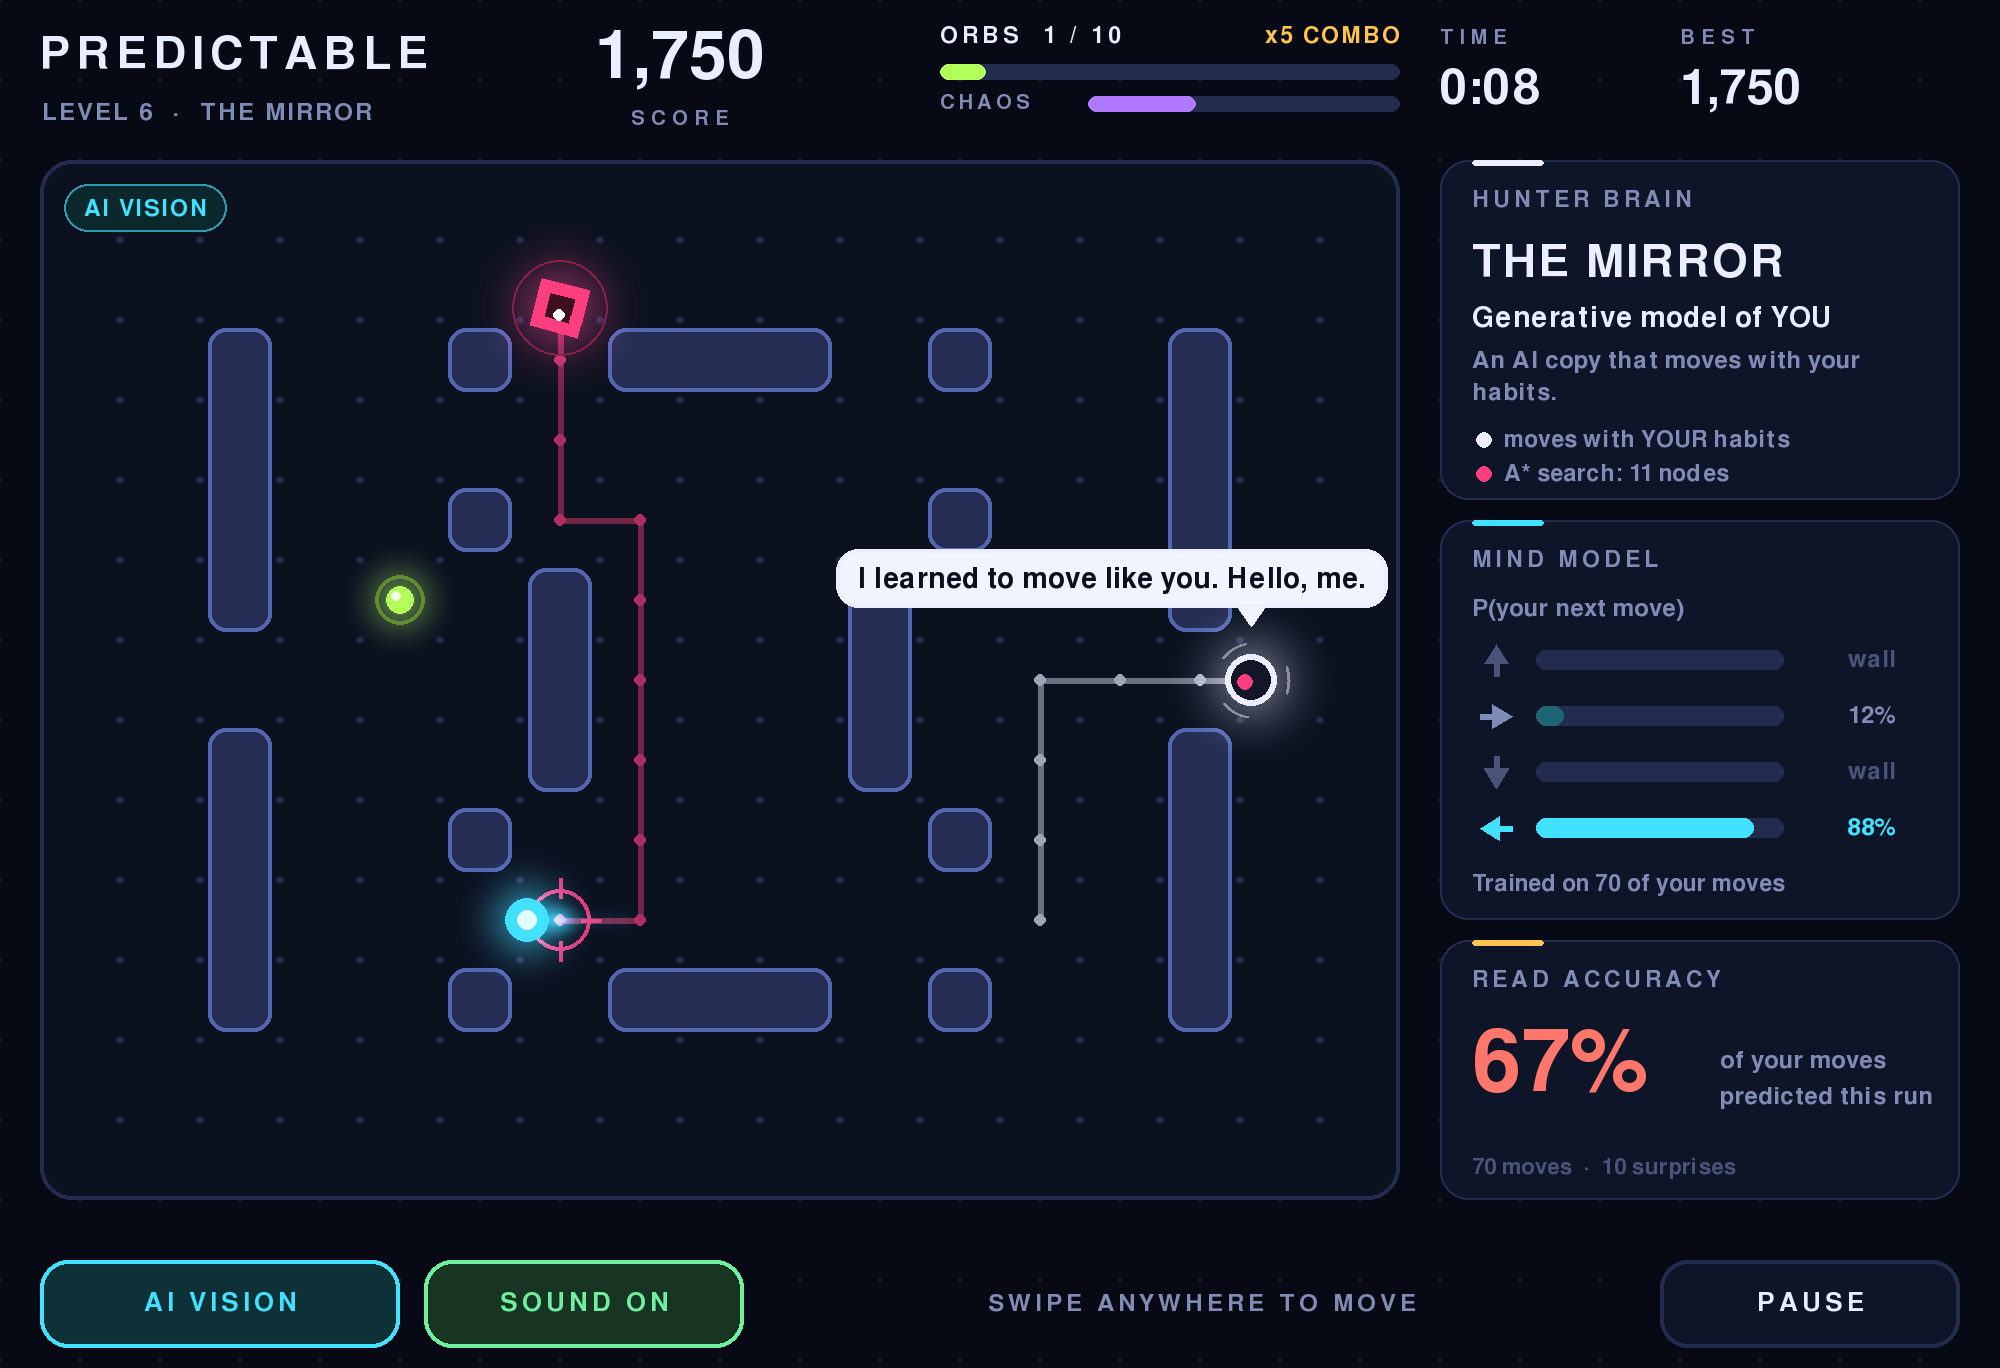 PREDICTABLE
LEVEL 6 · THE MIRROR
1,750
SCORE
ORBS 1 / 10
x5 COMBO
CHAOS
TIME
0:08
BEST
1,750
AI VISION
I learned to move like you. Hello, me.
HUNTER BRAIN
THE MIRROR
Generative model of YOU
An AI copy that moves with your
habits.
moves with YOUR habits
A* search: 11 nodes
MIND MODEL
P(your next move)
wall
12%
wall
88%
Trained on 70 of your moves
READ ACCURACY
67%
of your moves
predicted this run
70 moves · 10 surprises
AI VISION
SOUND ON
SWIPE ANYWHERE TO MOVE
PAUSE